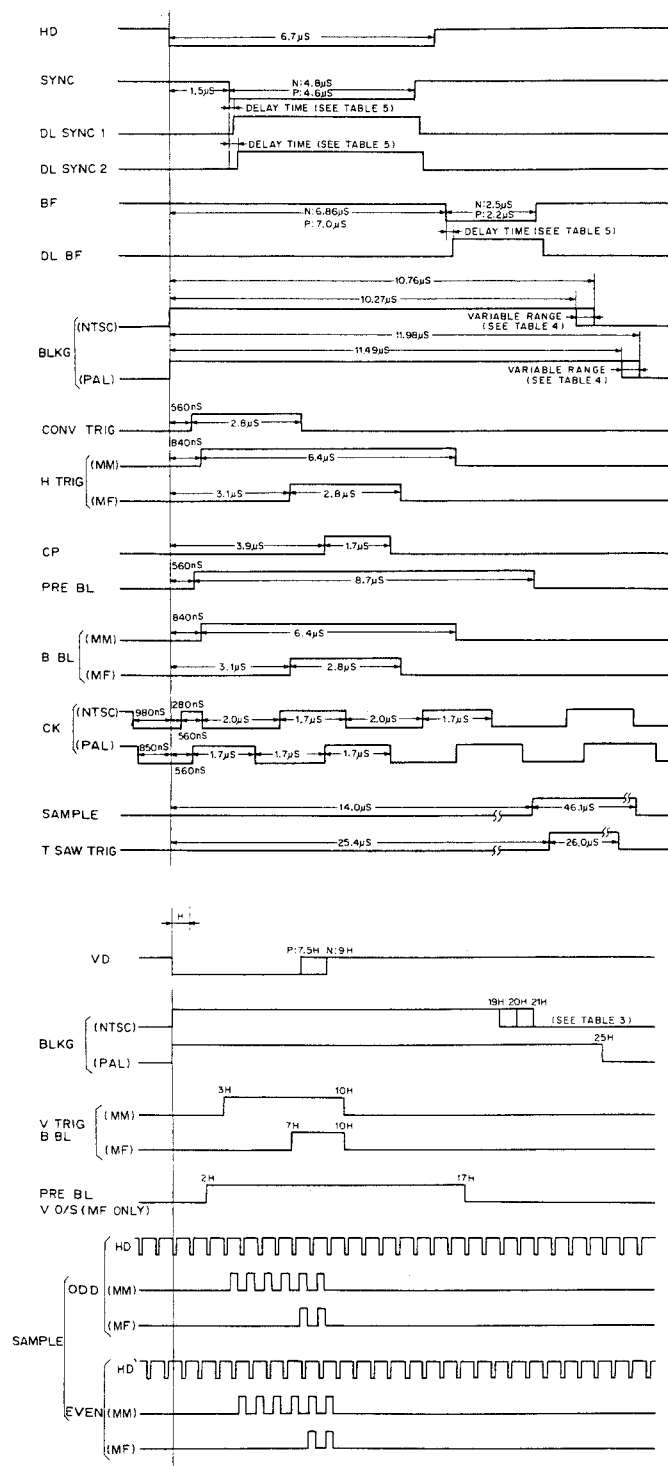 HD
6.7μS
SYNC
1.5μS
N:4.8μS
P:4.6μS
DELAY TIME (SEE TABLE 5)
DL SYNC 1
DELAY TIME (SEE TABLE 5)
DL SYNC 2
BF
N:6.86μS
P:7.0μS
N:2.5μS
P:2.2μS
DELAY TIME (SEE TABLE 5)
DL BF
10.76μS
10.27μS
(NTSC)
VARIABLE RANGE
(SEE TABLE 4)
BLKG
11.98μS
11.49μS
(PAL)
VARIABLE RANGE
(SEE TABLE 4)
560nS
CONV TRIG
2.8μS
840nS
H TRIG
(MM)
6.4μS
(MF)
3.1μS
2.8μS
CP
3.9μS
1.7μS
560nS
PRE BL
8.7μS
840nS
B BL
(MM)
6.4μS
(MF)
3.1μS
2.8μS
CK
(NTSC)
980nS
280nS
560nS
2.0μS
1.7μS
2.0μS
1.7μS
(PAL)
850nS
560nS
1.7μS
1.7μS
1.7μS
SAMPLE
14.0μS
46.1μS
T SAW TRIG
25.4μS
26.0μS
H
VD
P:7.5H N:9H
BLKG
(NTSC)
19H 20H 21H
(SEE TABLE 3)
(PAL)
25H
V TRIG
B BL
(MM)
3H
10H
(MF)
7H
10H
PRE BL
V O/S (MF ONLY)
2H
17H
SAMPLE
ODD
HD
(MM)
(MF)
EVEN
HD
(MM)
(MF)